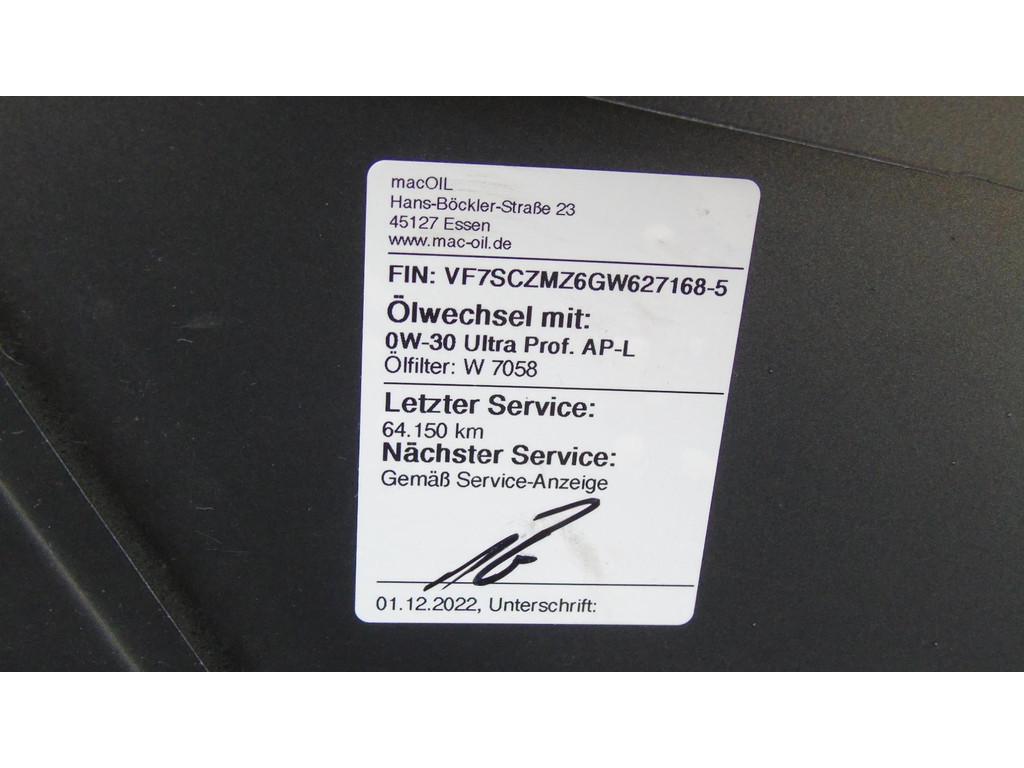 macOIL
Hans-Böckler-Straße 23
45127 Essen
www.mac-oil.de
FIN: VF7SCZMZ6GW627168-5
Ölwechsel mit:
0W-30 Ultra Prof. AP-L
Ölfilter: W 7058
Letzter Service:
64.150 km
Nächster Service:
Gemäß Service-Anzeige
01.12.2022, Unterschrift: